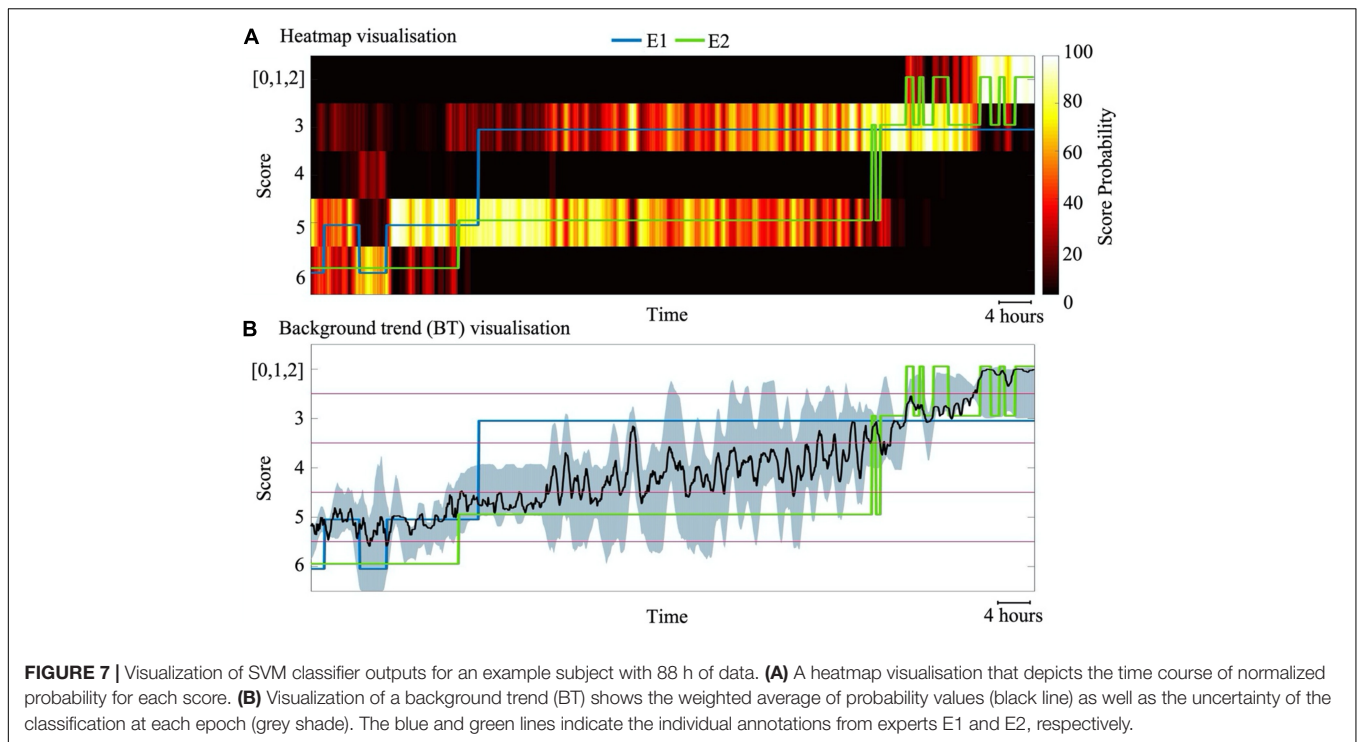 A Heatmap visualisation
E1 E2
[0,1,2]
3
4
5
6
Score
Time
4 hours
100
80
60
40
20
0
Score Probability
B Background trend (BT) visualisation
[0,1,2]
3
4
5
6
Score
Time
4 hours
FIGURE 7 | Visualization of SVM classifier outputs for an example subject with 88 h of data. (A) A heatmap visualisation that depicts the time course of normalized
probability for each score. (B) Visualization of a background trend (BT) shows the weighted average of probability values (black line) as well as the uncertainty of the
classification at each epoch (grey shade). The blue and green lines indicate the individual annotations from experts E1 and E2, respectively.